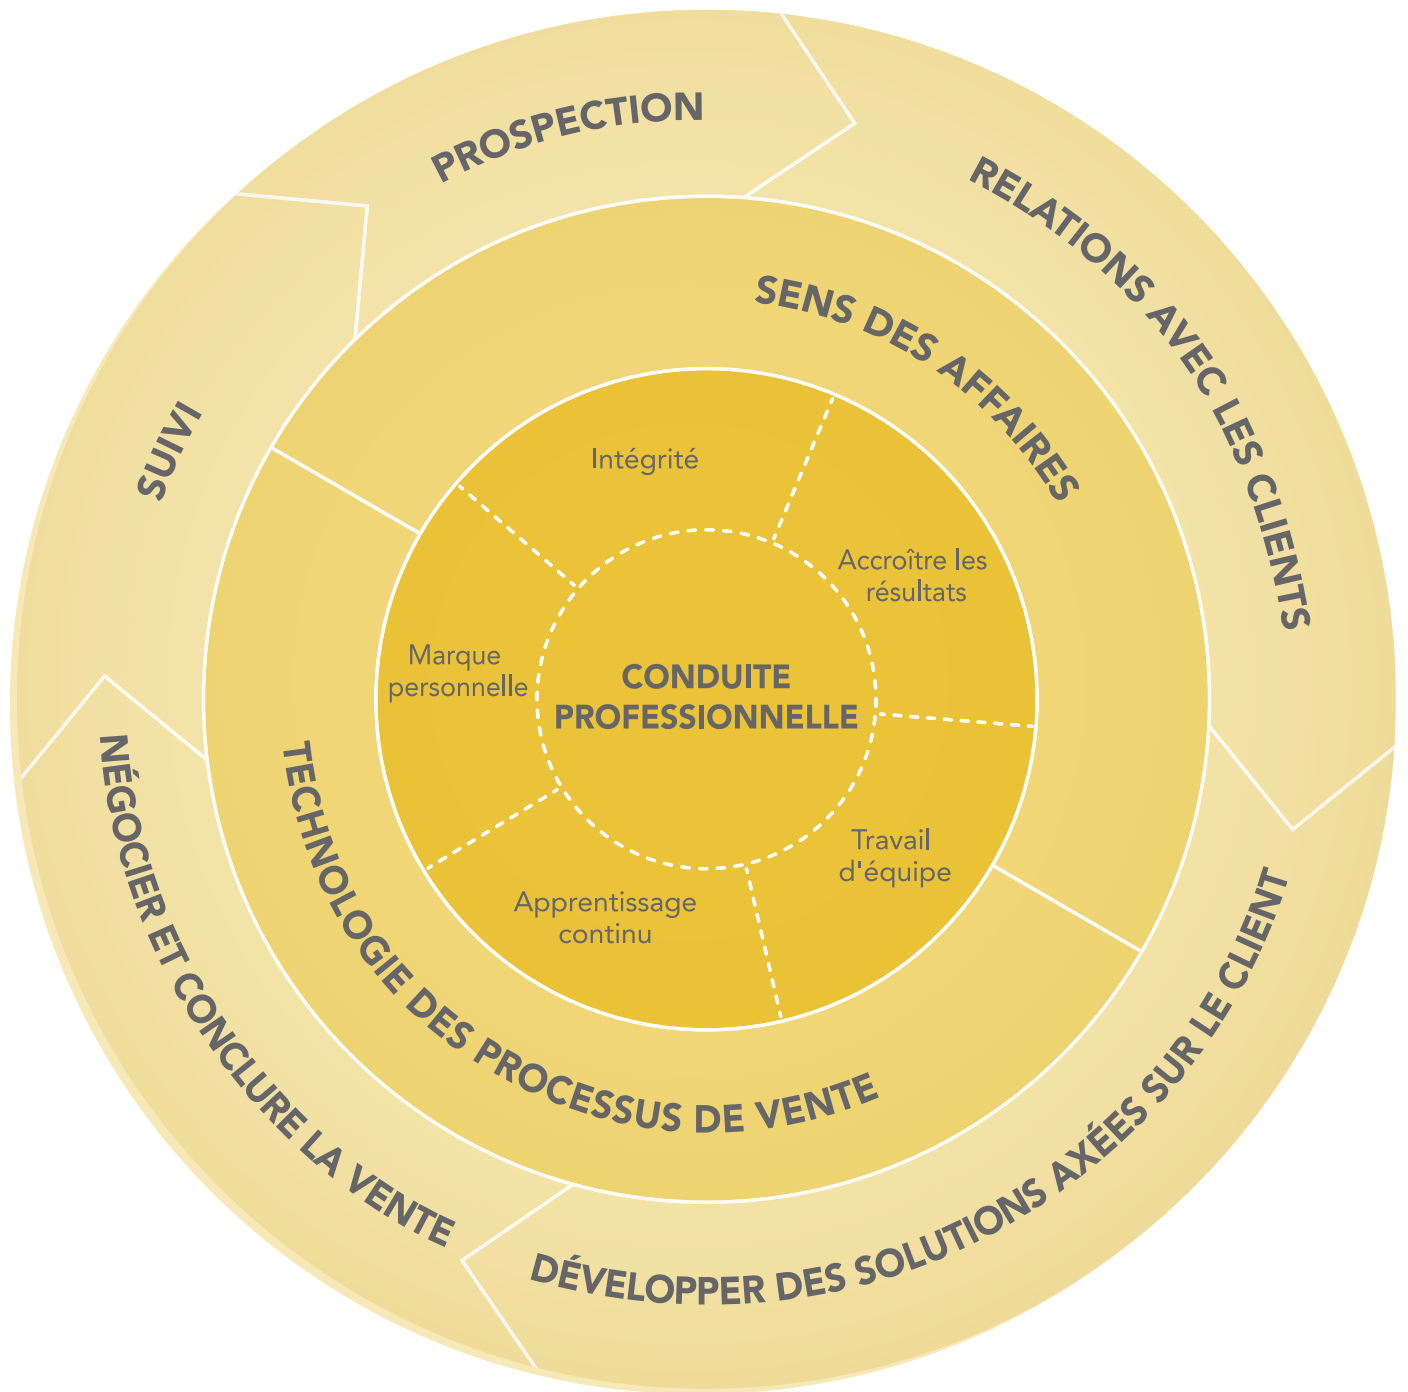 PROSPECTION
RELATIONS AVEC LES CLIENTS
DÉVELOPPER DES SOLUTIONS AXÉES SUR LE CLIENT
NÉGOCIER ET CONCLURE LA VENTE
SUIVI
SENS DES AFFAIRES
TECHNOLOGIE DES PROCESSUS DE VENTE
Intégrité
Accroître les
résultats
Travail
d'équipe
Apprentissage
continu
Marque
personnelle
CONDUITE
PROFESSIONNELLE